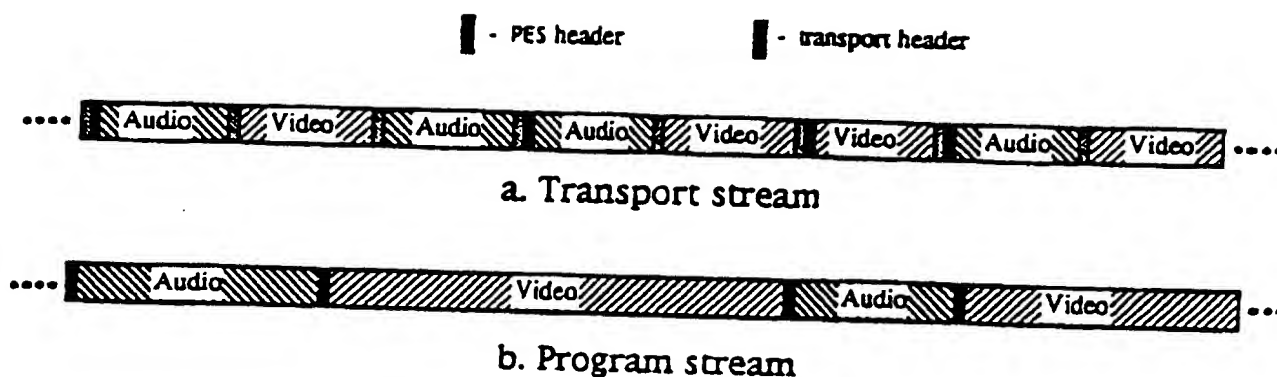 - PES header - transport header
Audio Video Audio Audio Video Video Audio Video
a. Transport stream
Audio Video Audio Video
b. Program stream